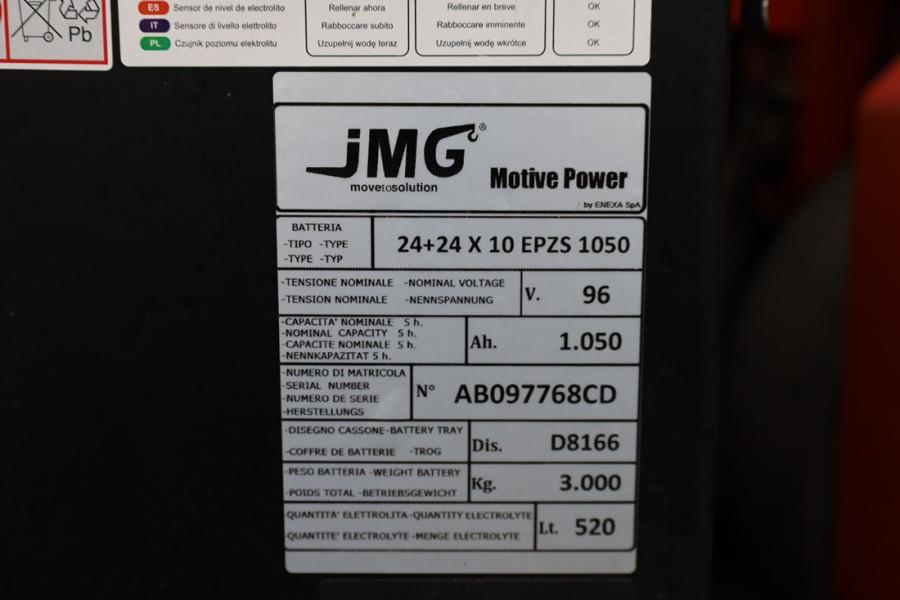 Pb
ES Sensor de nivel de electrolito Rellenar ahora Rellenar en breve OK
IT Sensore di livello elettrolito Rabboccare subito Rabboccare imminente OK
PL Czujnik poziomu elektrolitu Uzupełnij wodę teraz Uzupełnij wodę wkrótce OK
JMG®
movetosolution
Motive Power
by ENEXA SpA
BATTERIA
-TIPO -TYPE
-TYPE -TYP
24+24 X 10 EPZS 1050
-TENSIONE NOMINALE -NOMINAL VOLTAGE
-TENSION NOMINALE -NENNSPANNUNG
V. 96
-CAPACITA' NOMINALE 5 h.
-NOMINAL CAPACITY 5 h.
-CAPACITE NOMINALE 5 h.
-NENNKAPAZITAT 5 h.
Ah. 1.050
-NUMERO DI MATRICOLA
-SERIAL NUMBER
-NUMERO DE SERIE
-HERSTELLUNGS
N° AB097768CD
-DISEGNO CASSONE-BATTERY TRAY
-COFFRE DE BATTERIE -TROG
Dis. D8166
-PESO BATTERIA -WEIGHT BATTERY
-POIDS TOTAL -BETRIEBSGEWICHT
Kg. 3.000
-QUANTITA' ELETTROLITA-QUANTITY ELECTROLYTE
-QUANTITE' ELECTROLYTE -MENGE ELECTROLYTE
Lt. 520